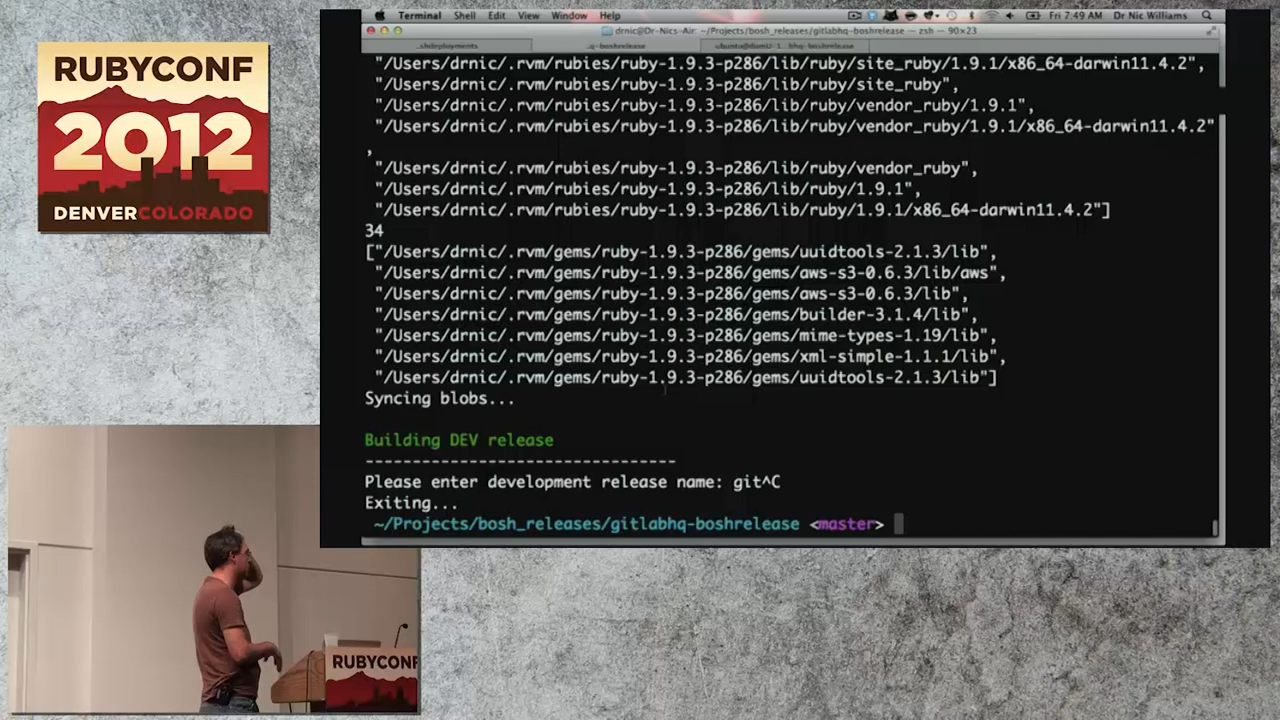 RUBYCONF
2012
DENVERCOLORADO
Terminal Shell Edit View Window Help
Fri 7:49 AM Dr Nic Williams
drnic@Dr-Nics-Air: ~/Projects/bosh_releases/gitlabhq-boshrelease — zsh — 90×23
"/Users/drnic/.rvm/rubies/ruby-1.9.3-p286/lib/ruby/site_ruby/1.9.1/x86_64-darwin11.4.2",
"/Users/drnic/.rvm/rubies/ruby-1.9.3-p286/lib/ruby/site_ruby",
"/Users/drnic/.rvm/rubies/ruby-1.9.3-p286/lib/ruby/vendor_ruby/1.9.1",
"/Users/drnic/.rvm/rubies/ruby-1.9.3-p286/lib/ruby/vendor_ruby/1.9.1/x86_64-darwin11.4.2"
,
"/Users/drnic/.rvm/rubies/ruby-1.9.3-p286/lib/ruby/vendor_ruby",
"/Users/drnic/.rvm/rubies/ruby-1.9.3-p286/lib/ruby/1.9.1",
"/Users/drnic/.rvm/rubies/ruby-1.9.3-p286/lib/ruby/1.9.1/x86_64-darwin11.4.2"]
34
["/Users/drnic/.rvm/gems/ruby-1.9.3-p286/gems/uuidtools-2.1.3/lib",
"/Users/drnic/.rvm/gems/ruby-1.9.3-p286/gems/aws-s3-0.6.3/lib/aws",
"/Users/drnic/.rvm/gems/ruby-1.9.3-p286/gems/aws-s3-0.6.3/lib",
"/Users/drnic/.rvm/gems/ruby-1.9.3-p286/gems/builder-3.1.4/lib",
"/Users/drnic/.rvm/gems/ruby-1.9.3-p286/gems/mime-types-1.19/lib",
"/Users/drnic/.rvm/gems/ruby-1.9.3-p286/gems/xml-simple-1.1.1/lib",
"/Users/drnic/.rvm/gems/ruby-1.9.3-p286/gems/uuidtools-2.1.3/lib"]
Syncing blobs...
Building DEV release
---------------------------------
Please enter development release name: git^C
Exiting...
~/Projects/bosh_releases/gitlabhq-boshrelease <master>
RUBYCONF